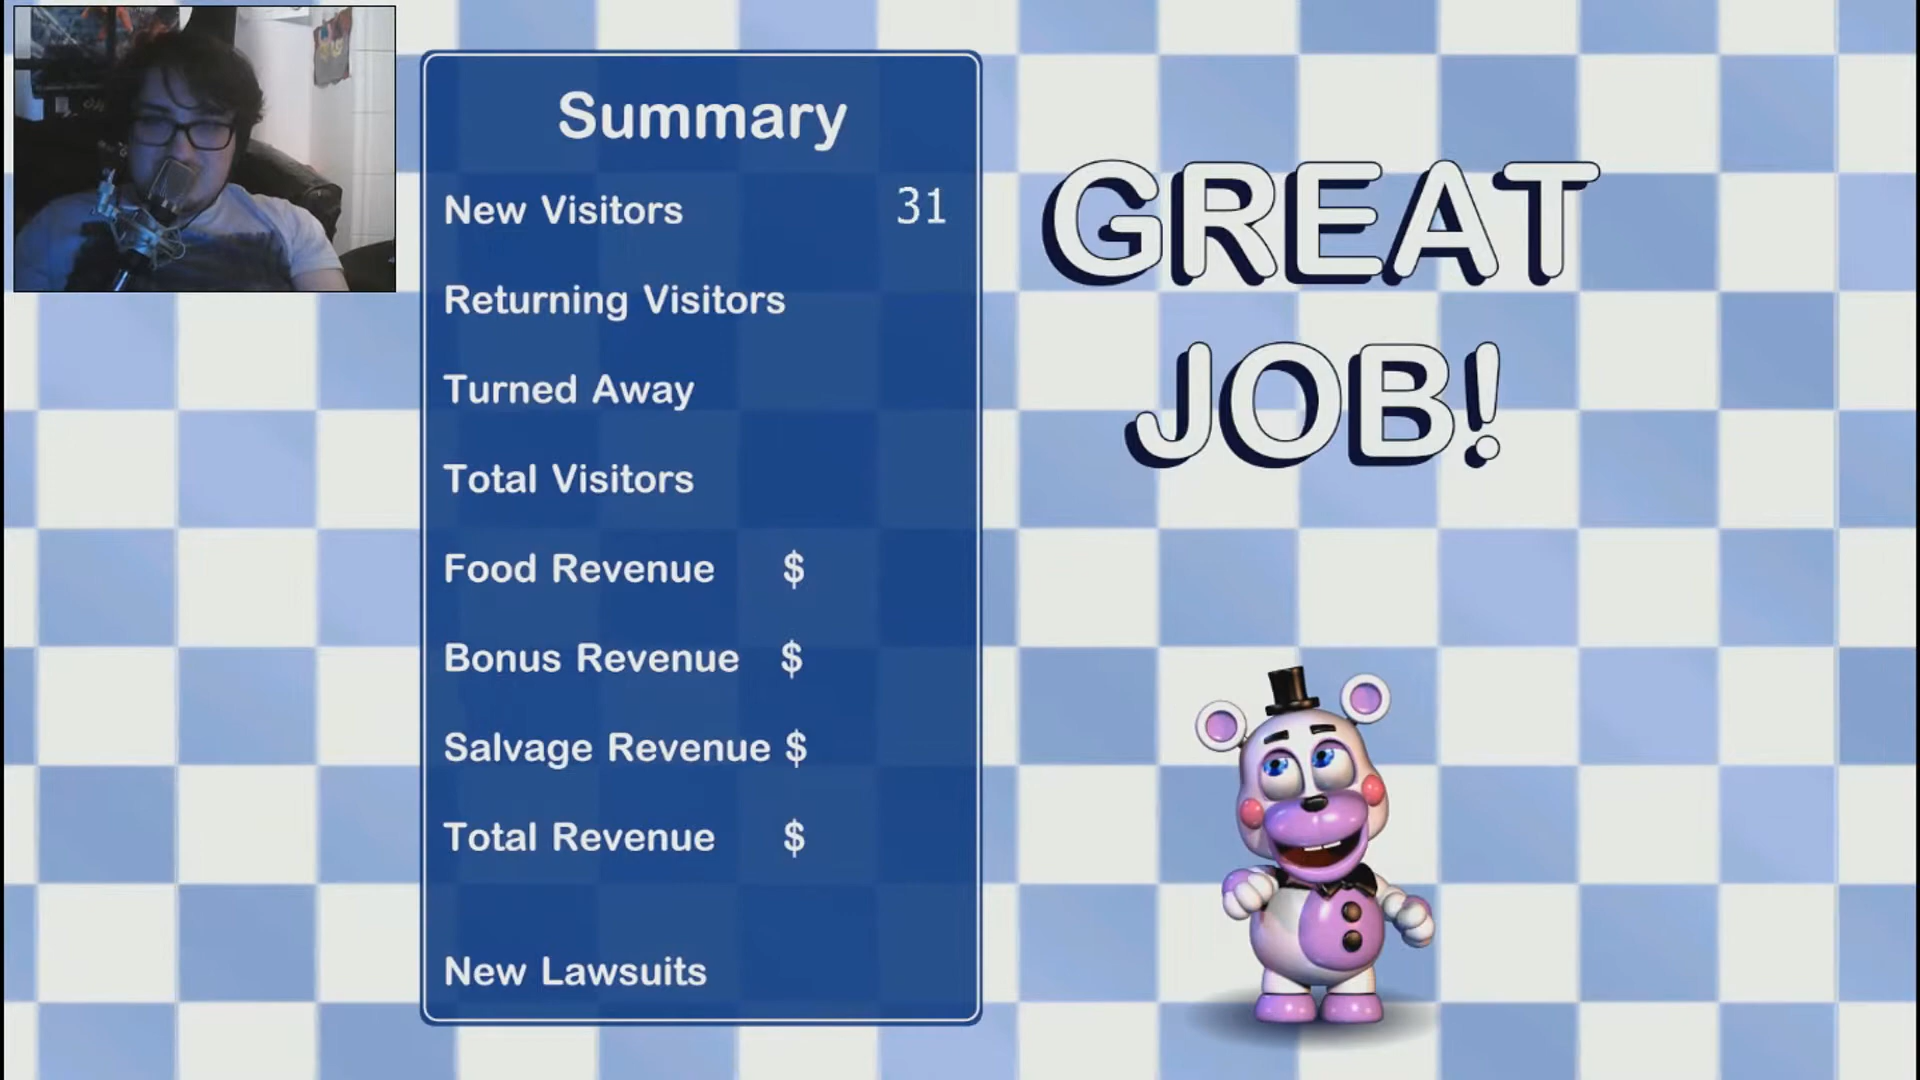 Summary
New Visitors 31
Returning Visitors
Turned Away
Total Visitors
Food Revenue $
Bonus Revenue $
Salvage Revenue $
Total Revenue $
New Lawsuits
GREAT
JOB!